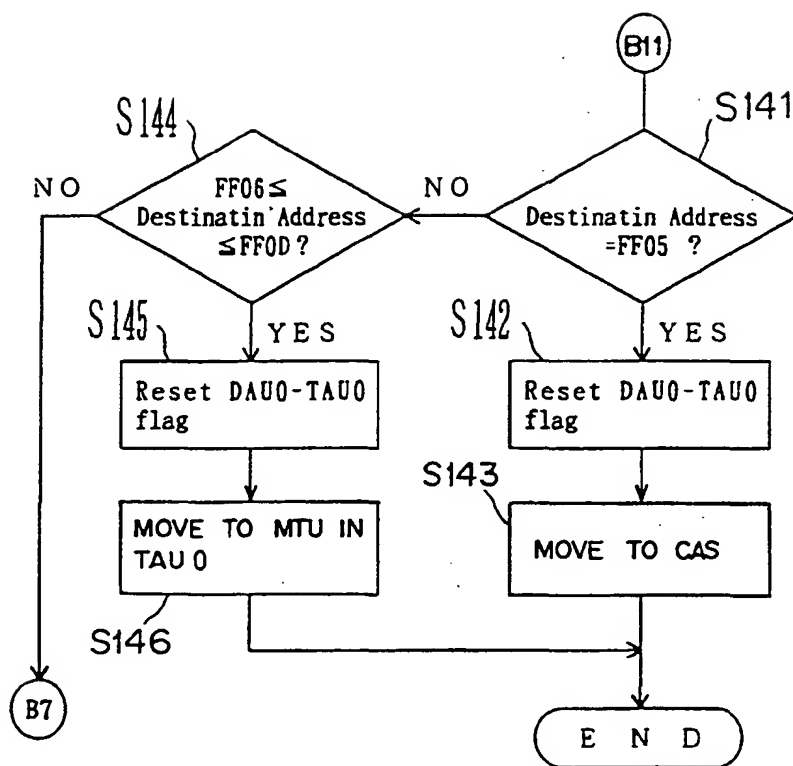 B11
S141
Destinatin Address
=FF05 ?
NO
YES
S144
FF06≤
Destinatin Address
≤FF0D?
NO
YES
S142
Reset DAU0-TAU0
flag
S145
Reset DAU0-TAU0
flag
S143
MOVE TO CAS
MOVE TO MTU IN
TAU 0
S146
B7
E N D